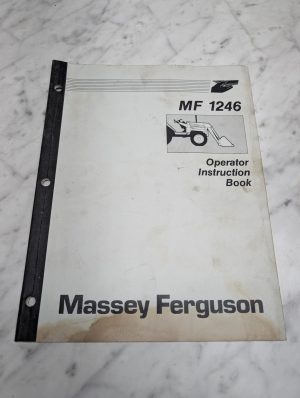 MF 1246
Operator
Instruction
Book
Massey Ferguson